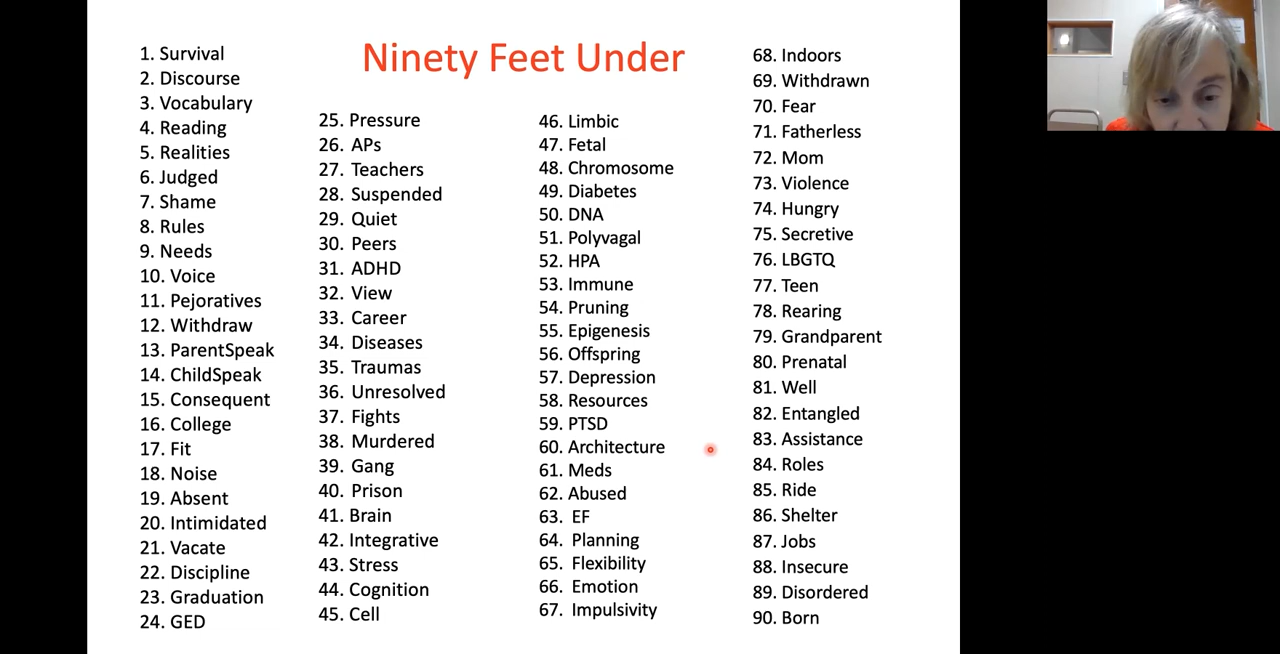 Ninety Feet Under
1. Survival
2. Discourse
3. Vocabulary
4. Reading
5. Realities
6. Judged
7. Shame
8. Rules
9. Needs
10. Voice
11. Pejoratives
12. Withdraw
13. ParentSpeak
14. ChildSpeak
15. Consequent
16. College
17. Fit
18. Noise
19. Absent
20. Intimidated
21. Vacate
22. Discipline
23. Graduation
24. GED
25. Pressure
26. APs
27. Teachers
28. Suspended
29. Quiet
30. Peers
31. ADHD
32. View
33. Career
34. Diseases
35. Traumas
36. Unresolved
37. Fights
38. Murdered
39. Gang
40. Prison
41. Brain
42. Integrative
43. Stress
44. Cognition
45. Cell
46. Limbic
47. Fetal
48. Chromosome
49. Diabetes
50. DNA
51. Polyvagal
52. HPA
53. Immune
54. Pruning
55. Epigenesis
56. Offspring
57. Depression
58. Resources
59. PTSD
60. Architecture
61. Meds
62. Abused
63. EF
64. Planning
65. Flexibility
66. Emotion
67. Impulsivity
68. Indoors
69. Withdrawn
70. Fear
71. Fatherless
72. Mom
73. Violence
74. Hungry
75. Secretive
76. LBGTQ
77. Teen
78. Rearing
79. Grandparent
80. Prenatal
81. Well
82. Entangled
83. Assistance
84. Roles
85. Ride
86. Shelter
87. Jobs
88. Insecure
89. Disordered
90. Born